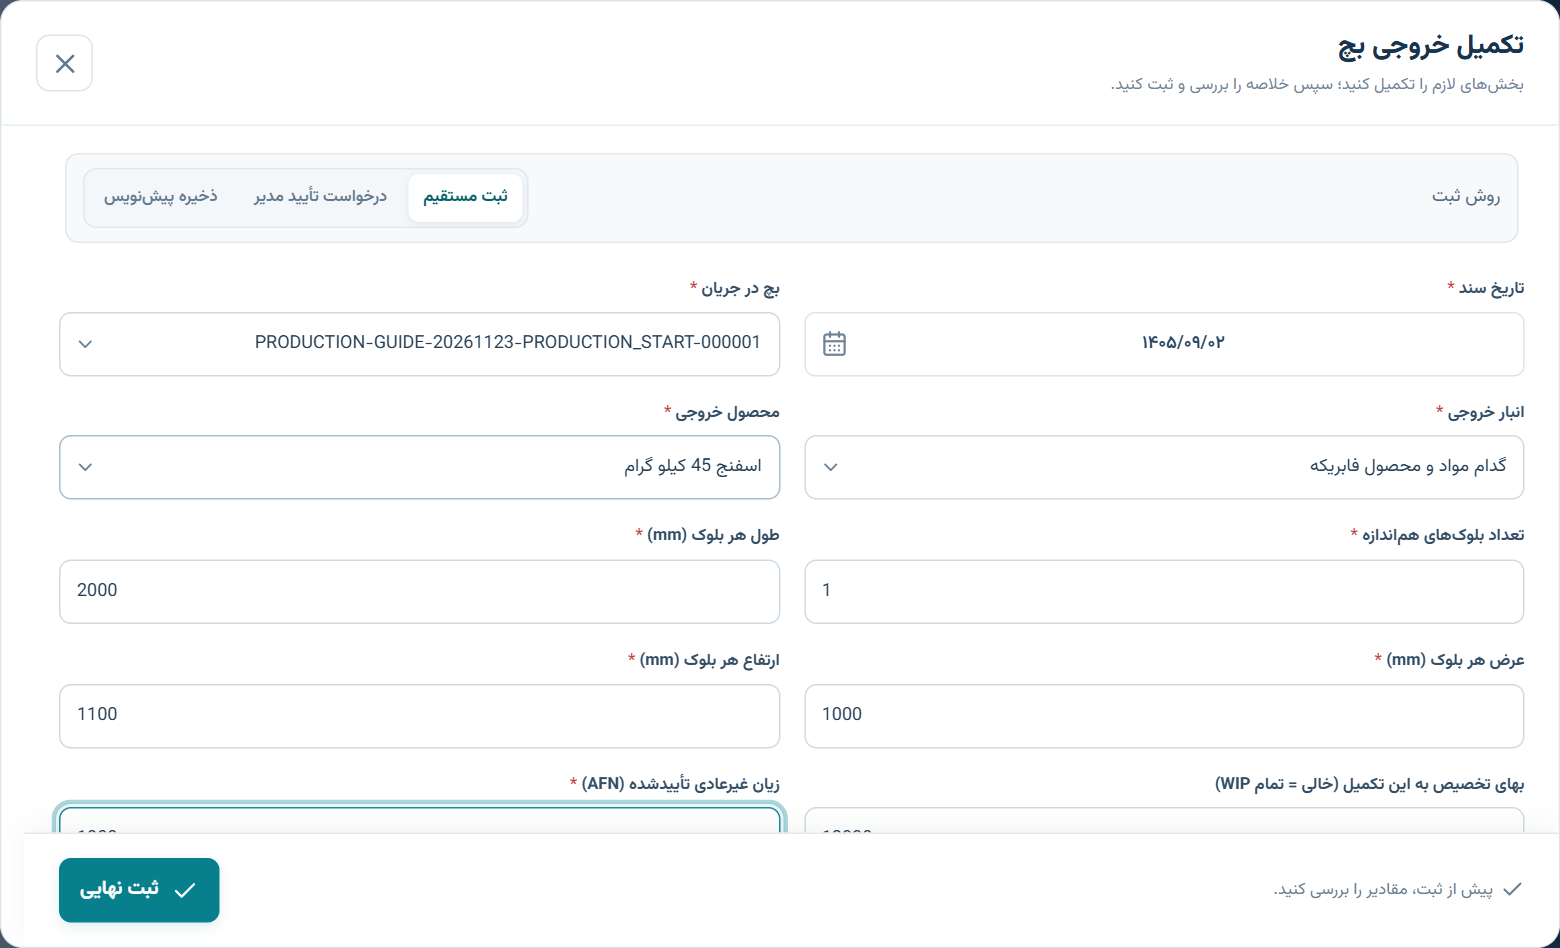 تکمیل خروجی بچ
بخش‌های لازم را تکمیل کنید؛ سپس خلاصه را بررسی و ثبت کنید.
روش ثبت
ثبت مستقیم
درخواست تأیید مدیر
ذخیره پیش‌نویس
تاریخ سند *
۱۴۰۵/۰۹/۰۲
بچ در جریان *
PRODUCTION-GUIDE-20261123-PRODUCTION_START-000001
انبار خروجی *
گدام مواد و محصول فابریکه
محصول خروجی *
اسفنج 45 کیلو گرام
تعداد بلوک‌های هم‌اندازه *
1
طول هر بلوک (mm) *
2000
عرض هر بلوک (mm) *
1000
ارتفاع هر بلوک (mm) *
1100
بهای تخصیص به این تکمیل (خالی = تمام WIP)
زیان غیرعادی تأییدشده (AFN) *
پیش از ثبت، مقادیر را بررسی کنید.
ثبت نهایی